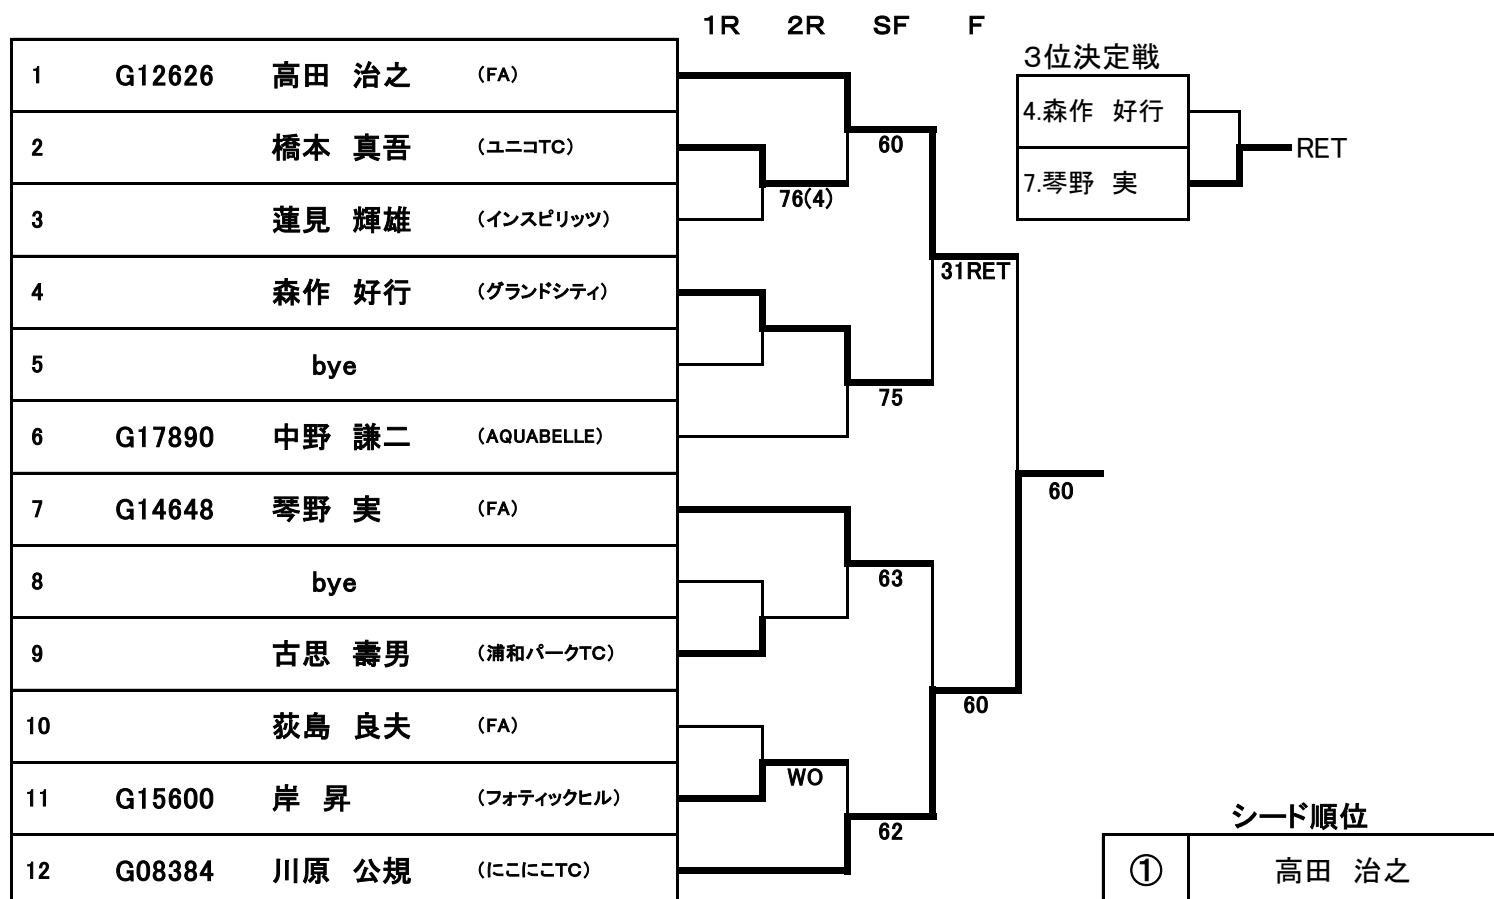 1R 2R SF F
3位決定戦
1 G12626 高田 治之 (FA)
4.森作 好行
60
RET
2 橋本 真吾 (ユニコTC)
7.琴野 実
76(4)
3 蓮見 輝雄 (インスピリッツ)
31RET
4 森作 好行 (グランドシティ)
5 bye
75
6 G17890 中野 謙二 (AQUABELLE)
60
7 G14648 琴野 実 (FA)
8 bye
63
9 古思 壽男 (浦和パークTC)
60
10 荻島 良夫 (FA)
WO
11 G15600 岸 昇 (フォティックヒル)
62
シード順位
12 G08384 川原 公規 (にこにこTC)
① 高田 治之